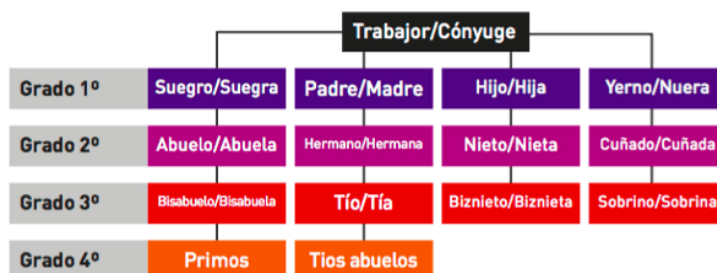 Trabajor/Cónyuge
Grado 1º Suegro/Suegra Padre/Madre Hijo/Hija Yerno/Nuera
Grado 2º Abuelo/Abuela Hermano/Hermana Nieto/Nieta Cuñado/Cuñada
Grado 3º Bisabuelo/Bisabuela Tío/Tía Biznieto/Biznieta Sobrino/Sobrina
Grado 4º Primos Tios abuelos